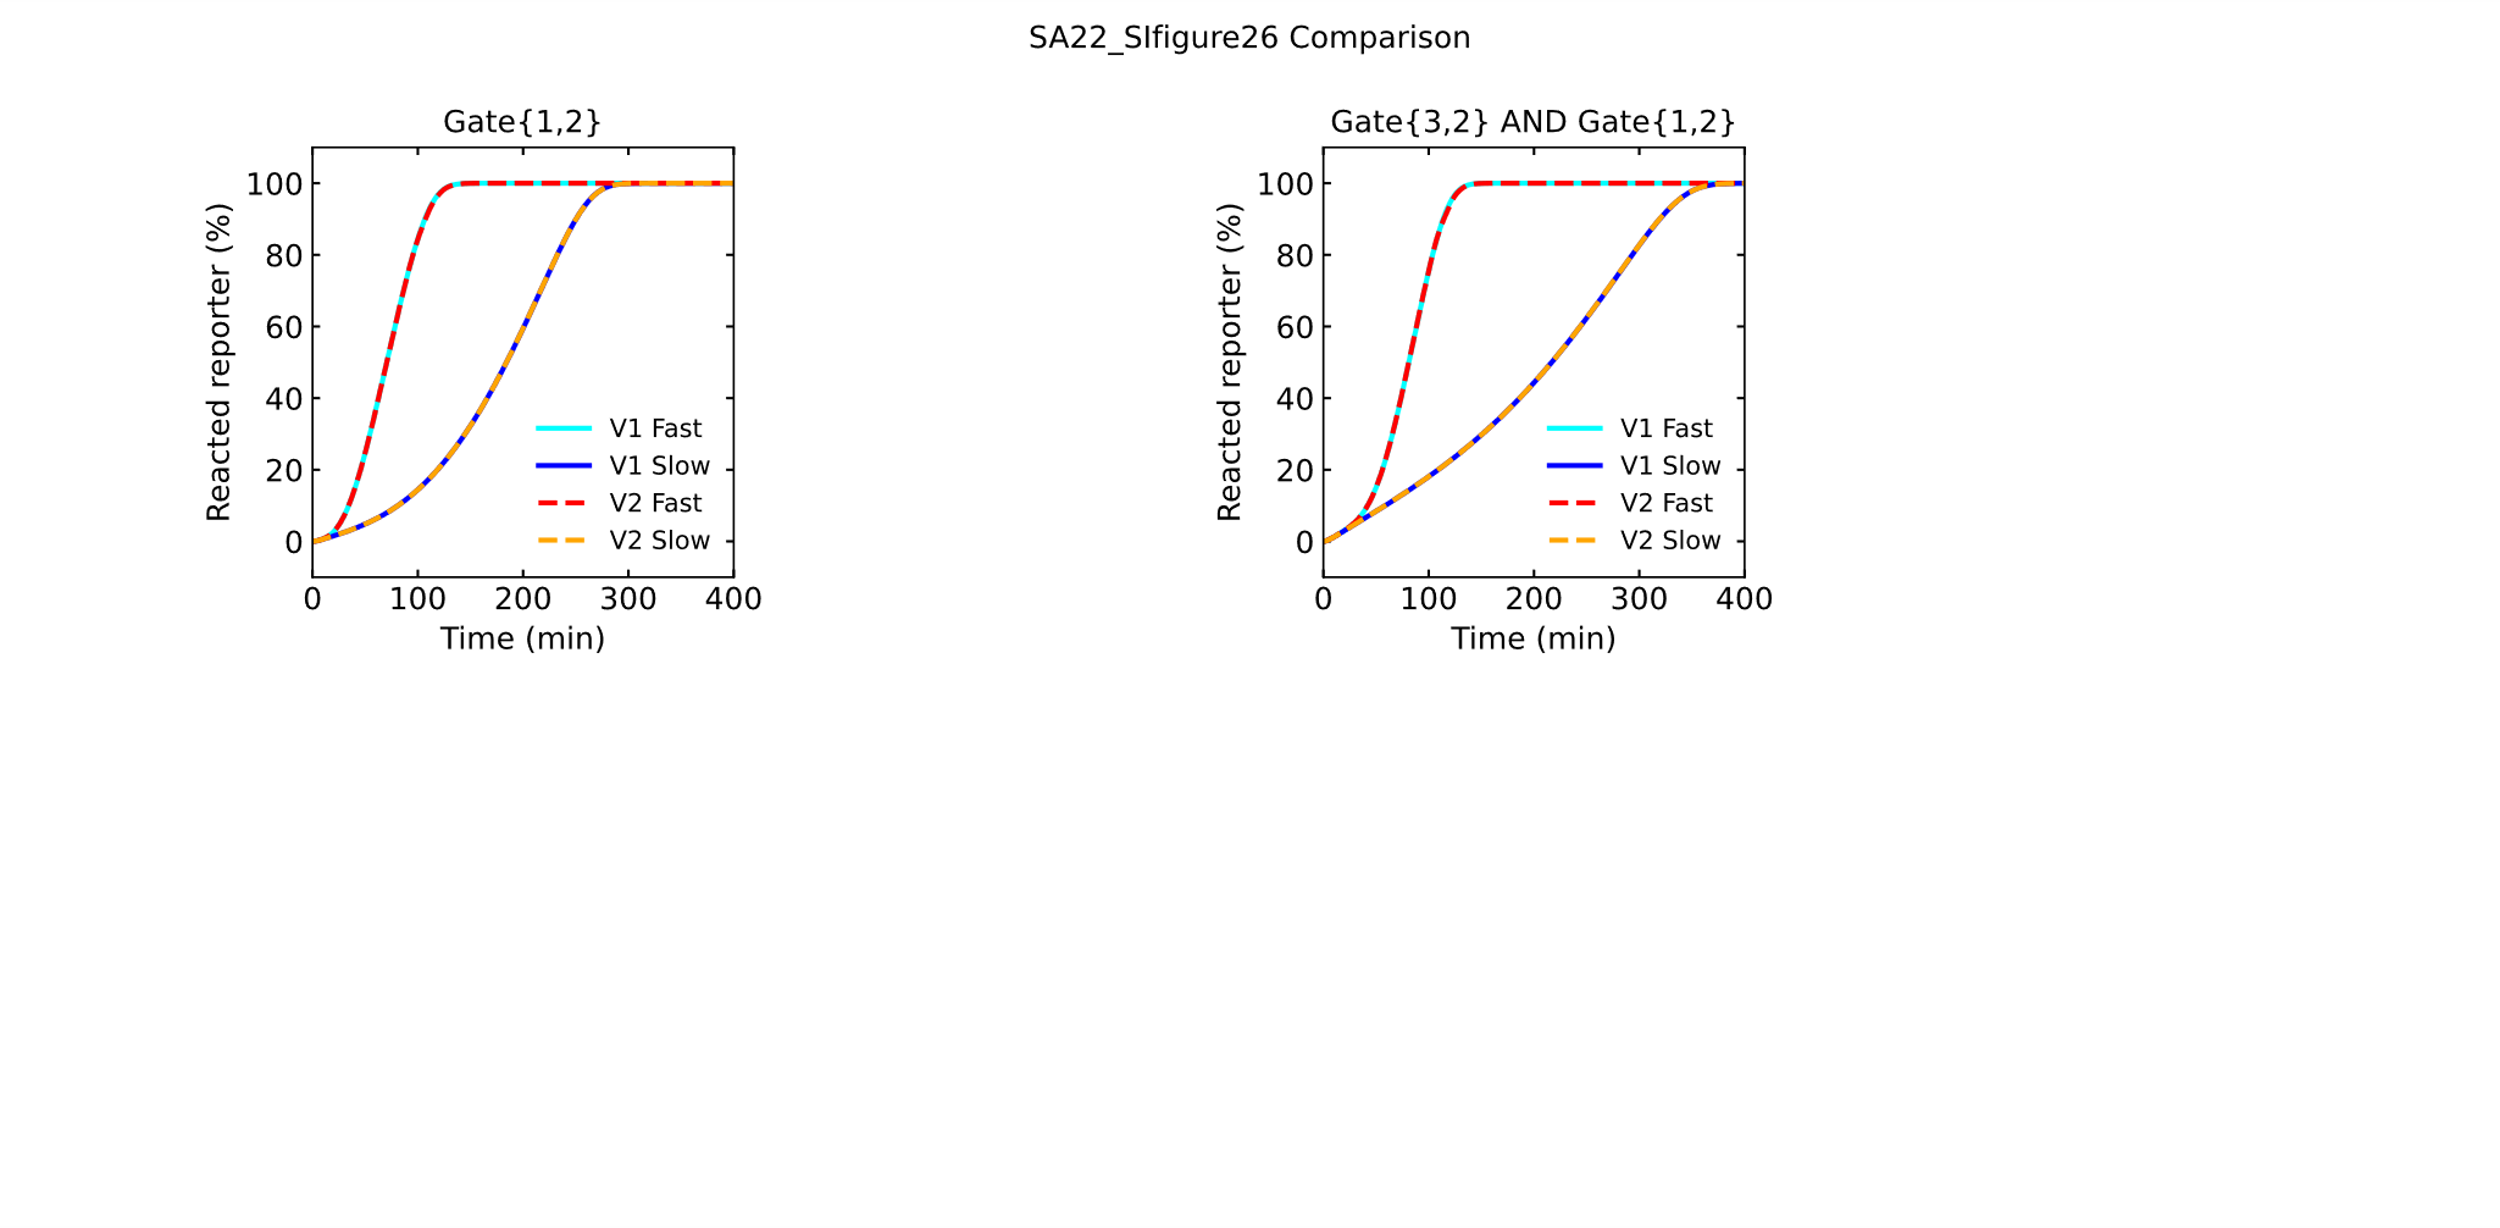 SA22_SIfigure26 Comparison
Gate{1,2}
Reacted reporter (%)
100
80
60
40
20
0
0 100 200 300 400
Time (min)
V1 Fast
V1 Slow
V2 Fast
V2 Slow
Gate{3,2} AND Gate{1,2}
Reacted reporter (%)
100
80
60
40
20
0
0 100 200 300 400
Time (min)
V1 Fast
V1 Slow
V2 Fast
V2 Slow